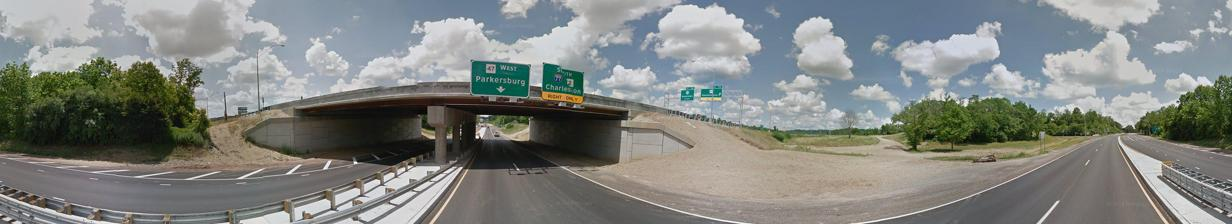 47 WEST
Parkersburg
SOUTH
77
Charleston
RIGHT ONLY